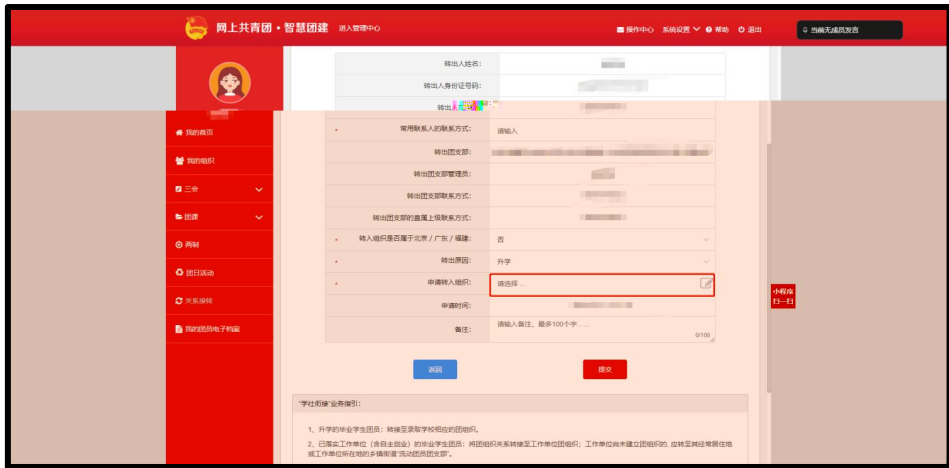 网上共青团·智慧团建 进入管理中心 操作中心 系统设置 帮助 退出 当前无成员发言
转出人姓名：
转出人身份证号码：
转出
我的首页
* 常用联系人的联系方式： 请输入
转出团支部：
我的组织
转出团支部管理员：
三会
转出团支部联系方式：
团课
转出团支部的直属上级联系方式：
两制
* 转入组织是否属于北京/广东/福建： 否
* 转出原因： 升学
团日活动
* 申请转入组织： 请选择 ...
小程序
扫一扫
关系接转
申请时间：
我的团员电子档案
备注： 请输入备注，最多100个字……
0/100
返回 提交
“学社衔接”业务指引：
1、升学的毕业学生团员：转接至录取学校相应的团组织。
2、已落实工作单位（含自主创业）的毕业学生团员：将团组织关系转接至工作单位团组织；工作单位尚未建立团组织的，应转至其经常居住地
或工作单位所在地的乡镇街道“流动团员团支部”。